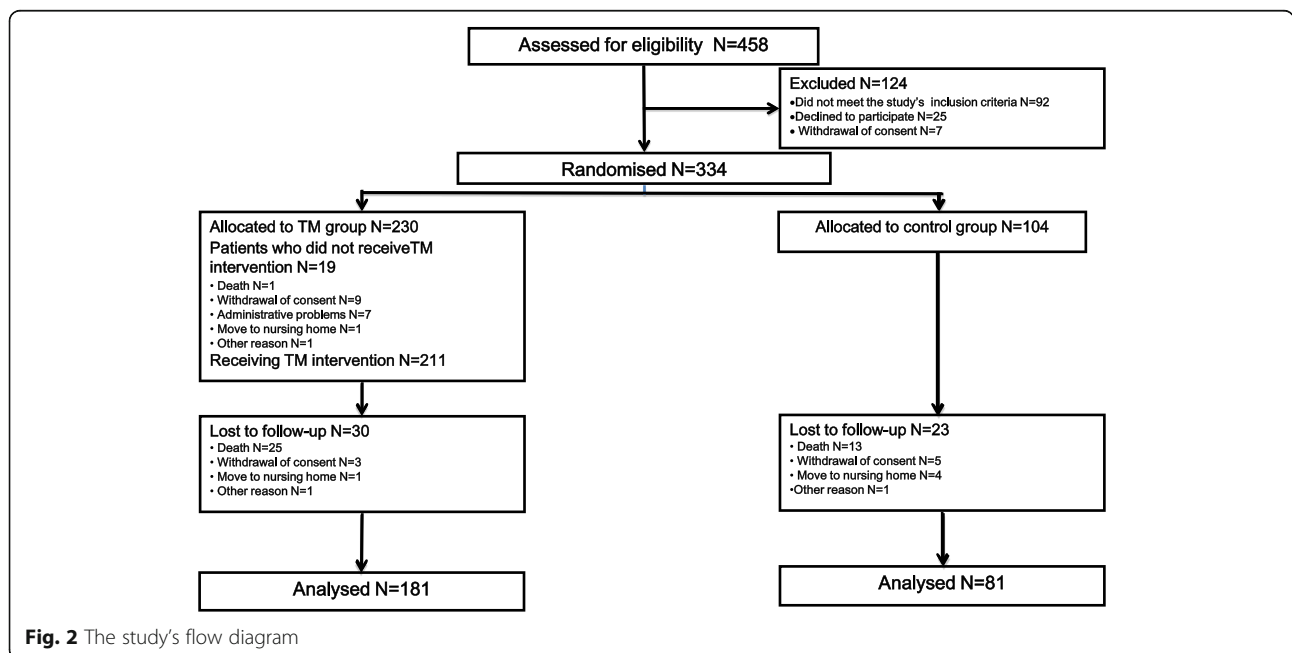 Assessed for eligibility N=458
Excluded N=124
•Did not meet the study's inclusion criteria N=92
•Declined to participate N=25
• Withdrawal of consent N=7
Randomised N=334
Allocated to TM group N=230
Patients who did not receiveTM
intervention N=19
• Death N=1
• Withdrawal of consent N=9
• Administrative problems N=7
• Move to nursing home N=1
• Other reason N=1
Receiving TM intervention N=211
Allocated to control group N=104
Lost to follow-up N=30
• Death N=25
• Withdrawal of consent N=3
• Move to nursing home N=1
• Other reason N=1
Lost to follow-up N=23
• Death N=13
• Withdrawal of consent N=5
• Move to nursing home N=4
•Other reason N=1
Analysed N=181
Analysed N=81
Fig. 2 The study's flow diagram